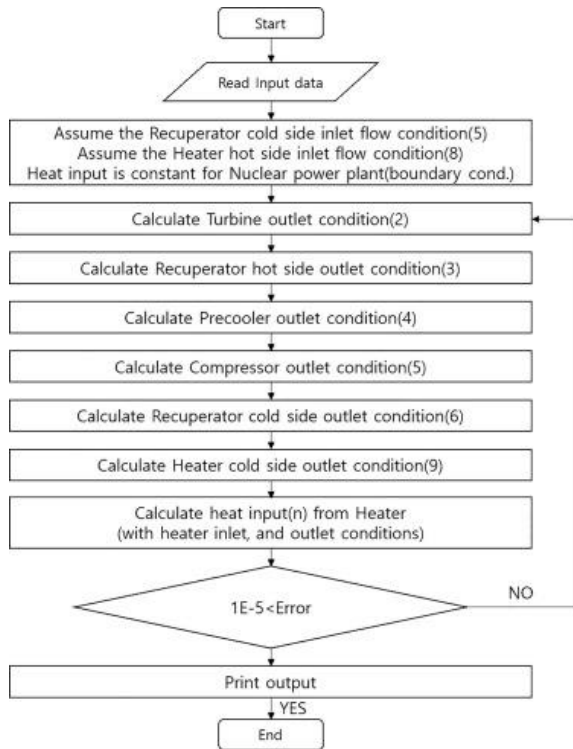 Start
Read Input data
Assume the Recuperator cold side inlet flow condition(5)
Assume the Heater hot side inlet flow condition(8)
Heat input is constant for Nuclear power plant(boundary cond.)
Calculate Turbine outlet condition(2)
Calculate Recuperator hot side outlet condition(3)
Calculate Precooler outlet condition(4)
Calculate Compressor outlet condition(5)
Calculate Recuperator cold side outlet condition(6)
Calculate Heater cold side outlet condition(9)
Calculate heat input(n) from Heater
(with heater inlet, and outlet conditions)
NO
1E-5<Error
Print output
YES
End